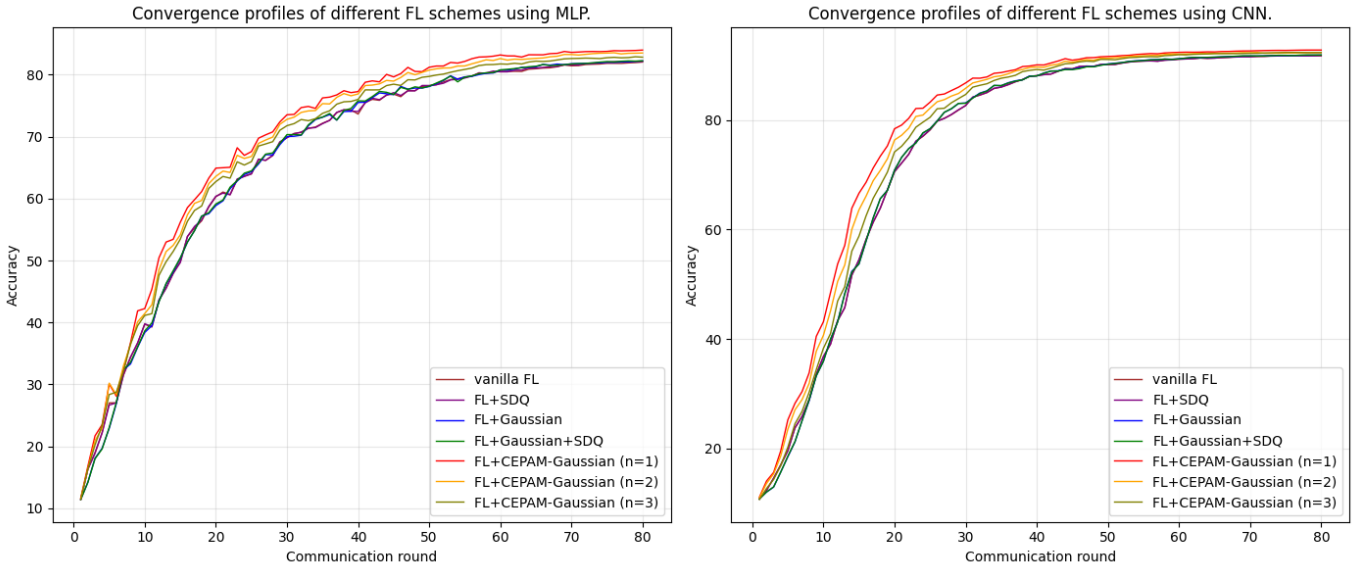 Convergence profiles of different FL schemes using MLP.
Accuracy
80
70
60
50
40
30
20
10
0 10 20 30 40 50 60 70 80
Communication round
vanilla FL
FL+SDQ
FL+Gaussian
FL+Gaussian+SDQ
FL+CEPAM-Gaussian (n=1)
FL+CEPAM-Gaussian (n=2)
FL+CEPAM-Gaussian (n=3)
Convergence profiles of different FL schemes using CNN.
Accuracy
80
60
40
20
0 10 20 30 40 50 60 70 80
Communication round
vanilla FL
FL+SDQ
FL+Gaussian
FL+Gaussian+SDQ
FL+CEPAM-Gaussian (n=1)
FL+CEPAM-Gaussian (n=2)
FL+CEPAM-Gaussian (n=3)